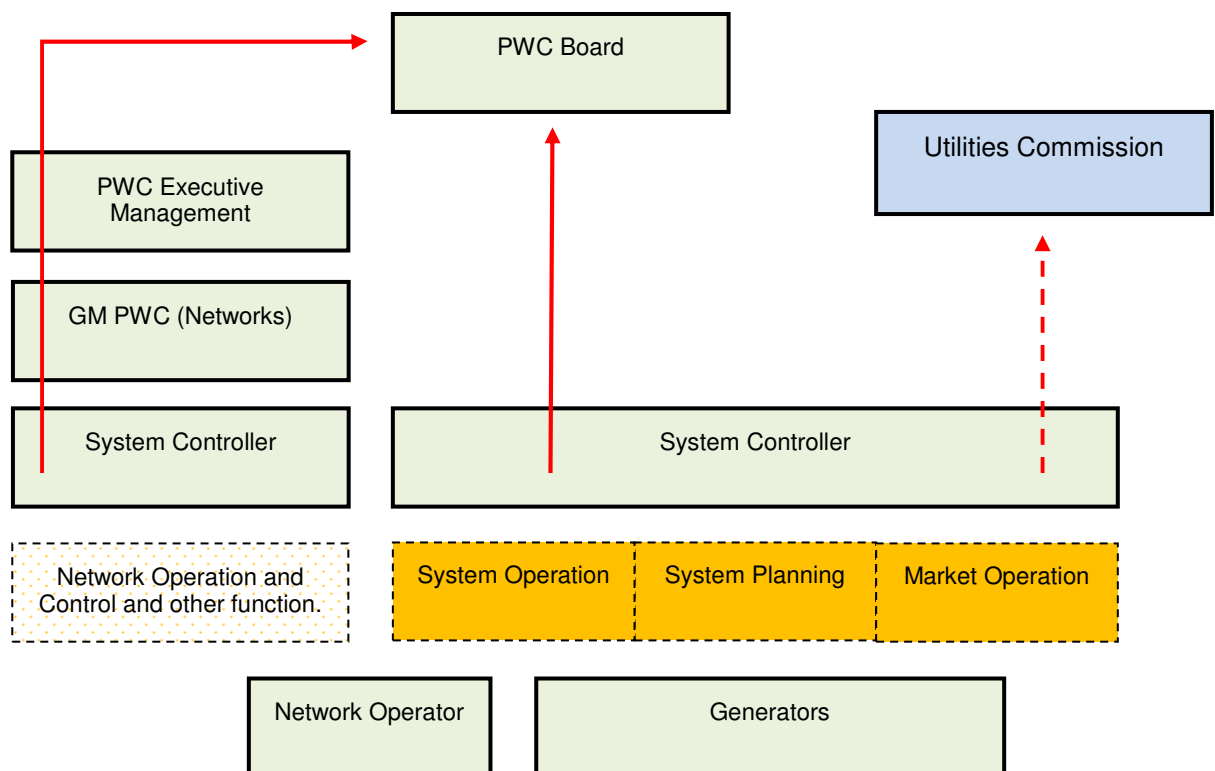 PWC Board
Utilities Commission
PWC Executive
Management
GM PWC (Networks)
System Controller
System Controller
Network Operation and
Control and other function.
System Operation
System Planning
Market Operation
Network Operator
Generators